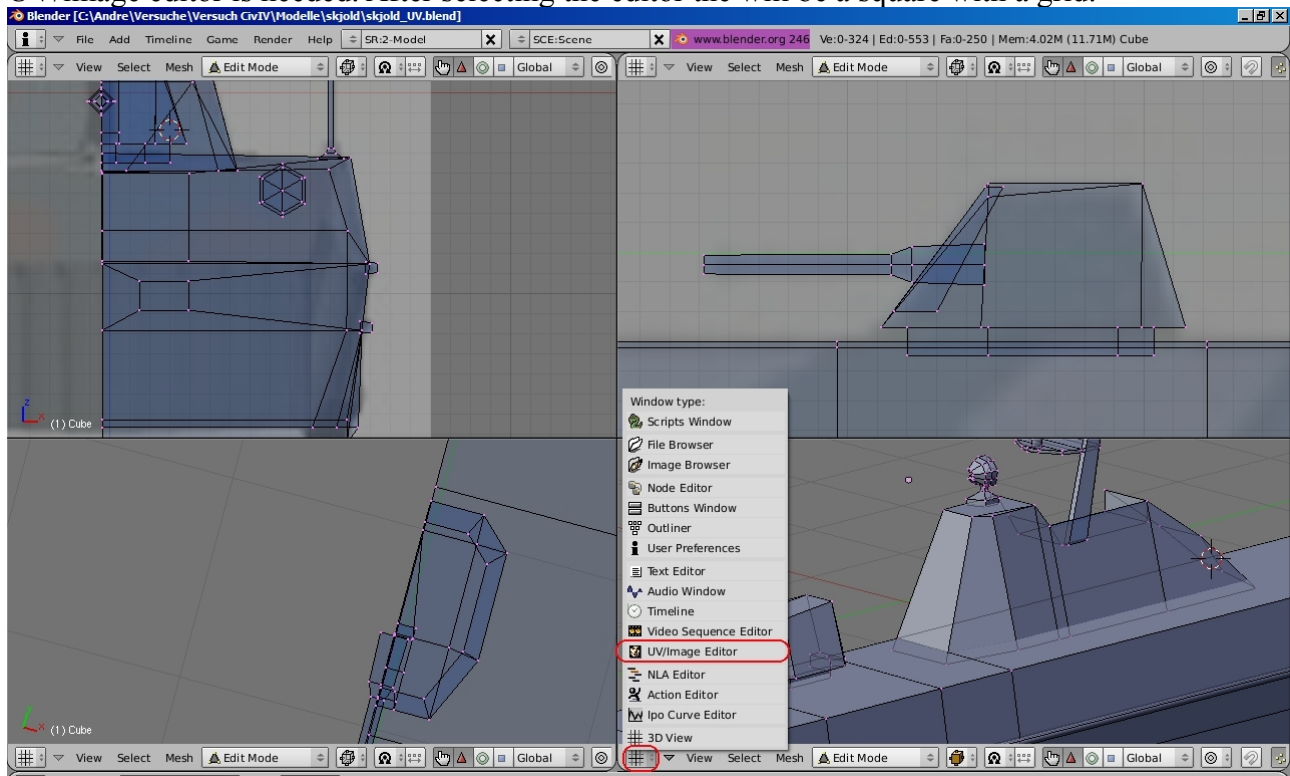 UV/Image editor is needed. After selecting the editor the will be a square with a grid.
Blender [C:\Andre\Versuche\Versuch CivIV\Modelle\skjold\skjold_UV.blend]
File Add Timeline Game Render Help SR:2-Model X SCE:Scene X www.blender.org 246 Ve:0-324 | Ed:0-553 | Fa:0-250 | Mem:4.02M (11.71M) Cube
View Select Mesh Edit Mode Global
View Select Mesh Edit Mode Global
z
x
(1) Cube
Window type:
Scripts Window
File Browser
Image Browser
Node Editor
Buttons Window
Outliner
User Preferences
Text Editor
Audio Window
Timeline
Video Sequence Editor
UV/Image Editor
NLA Editor
Action Editor
Ipo Curve Editor
3D View
y
x
(1) Cube
View Select Mesh Edit Mode Global
View Select Mesh Edit Mode Global